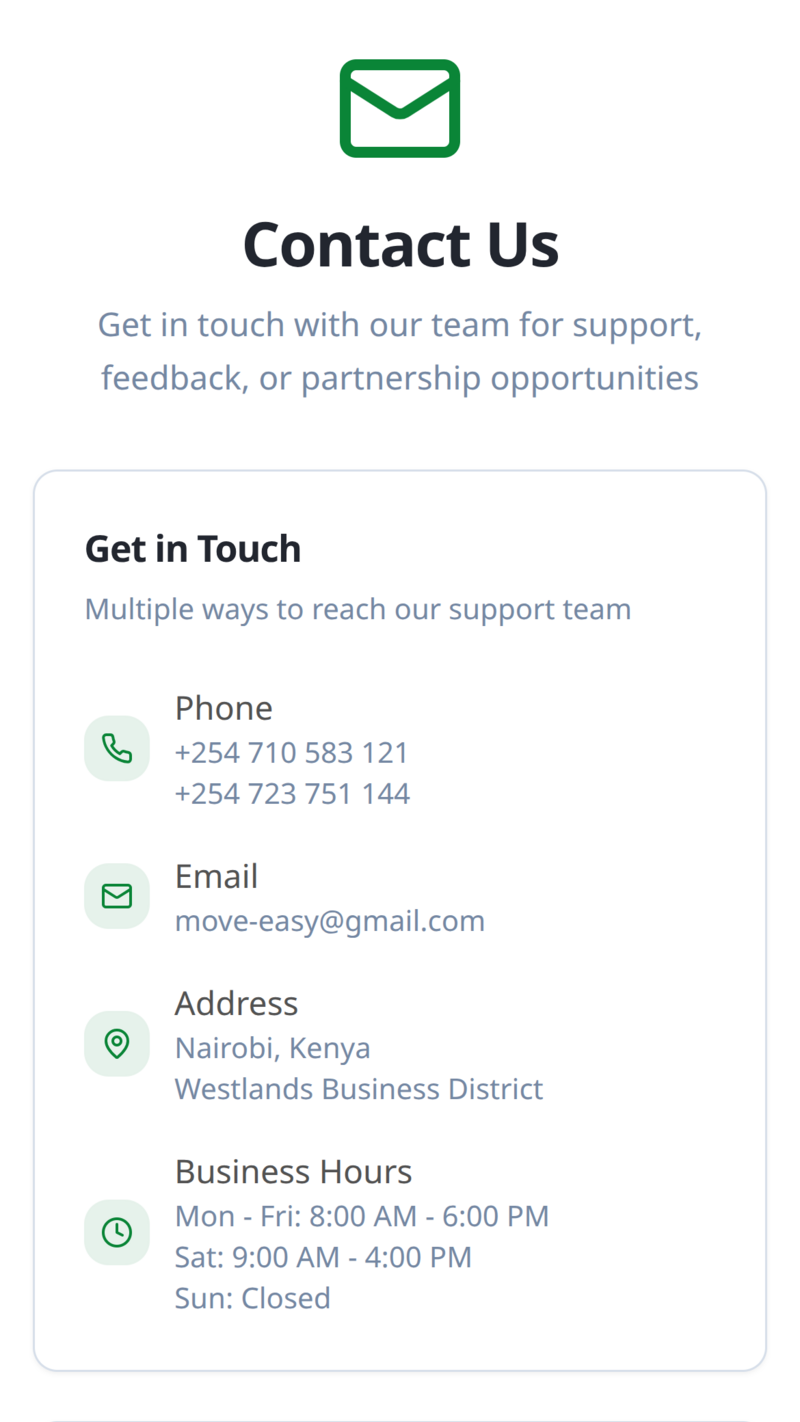 Contact Us
Get in touch with our team for support,
feedback, or partnership opportunities
Get in Touch
Multiple ways to reach our support team
Phone
+254 710 583 121
+254 723 751 144
Email
move-easy@gmail.com
Address
Nairobi, Kenya
Westlands Business District
Business Hours
Mon - Fri: 8:00 AM - 6:00 PM
Sat: 9:00 AM - 4:00 PM
Sun: Closed